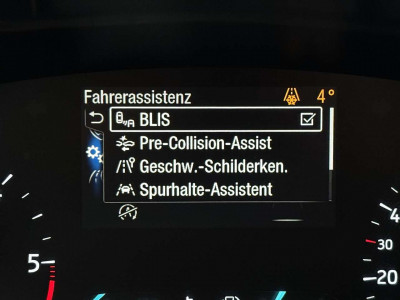 Fahrerassistenz 4°
BLIS
Pre-Collision-Assist
Geschw.-Schilderken.
Spurhalte-Assistent
5
30
20